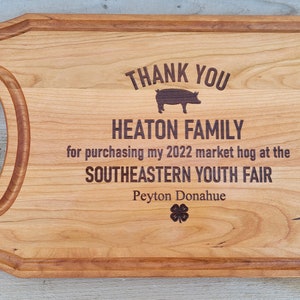 THANK YOU
HEATON FAMILY
for purchasing my 2022 market hog at the
SOUTHEASTERN YOUTH FAIR
Peyton Donahue